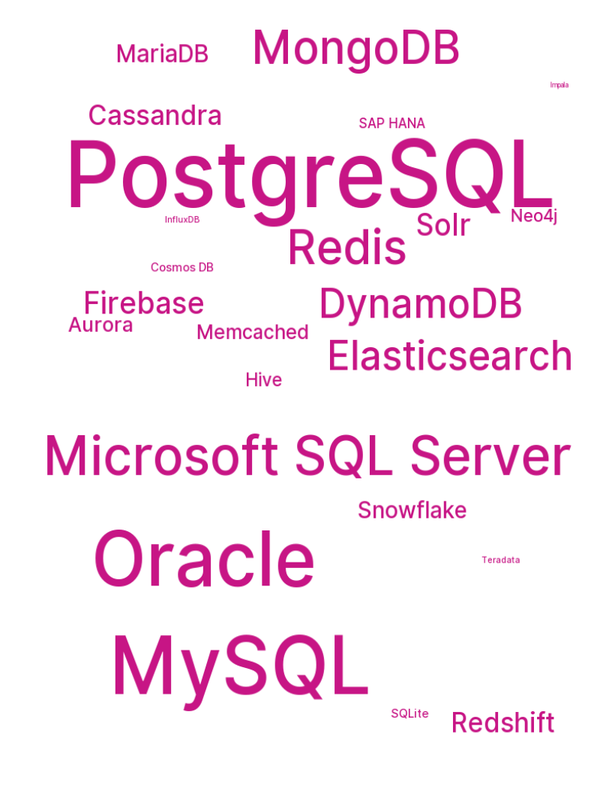 MongoDB
MariaDB
Impala
Cassandra
SAP HANA
PostgreSQL
InfluxDB
Neo4j
Solr
Redis
Cosmos DB
Firebase
DynamoDB
Aurora
Memcached
Elasticsearch
Hive
Microsoft SQL Server
Snowflake
Oracle
Teradata
MySQL
SQLite
Redshift